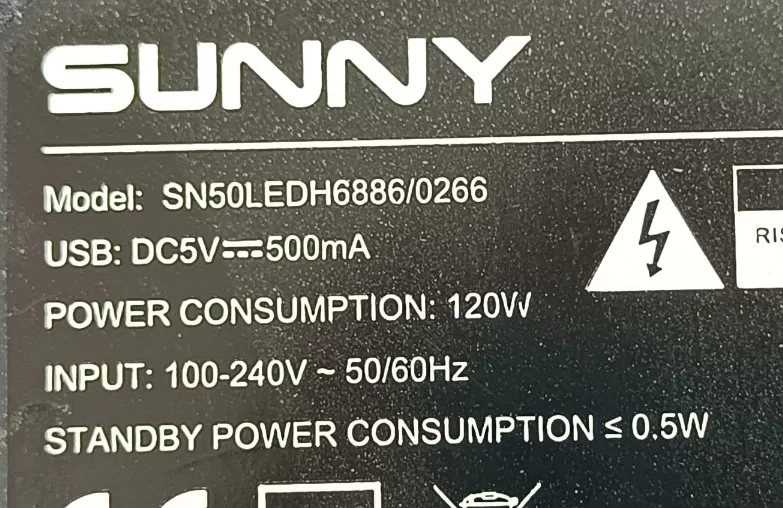 SUNNY
Model: SN50LEDH6886/0266
USB: DC5V⎓500mA
POWER CONSUMPTION: 120W
INPUT: 100-240V ~ 50/60Hz
STANDBY POWER CONSUMPTION ≤ 0.5W